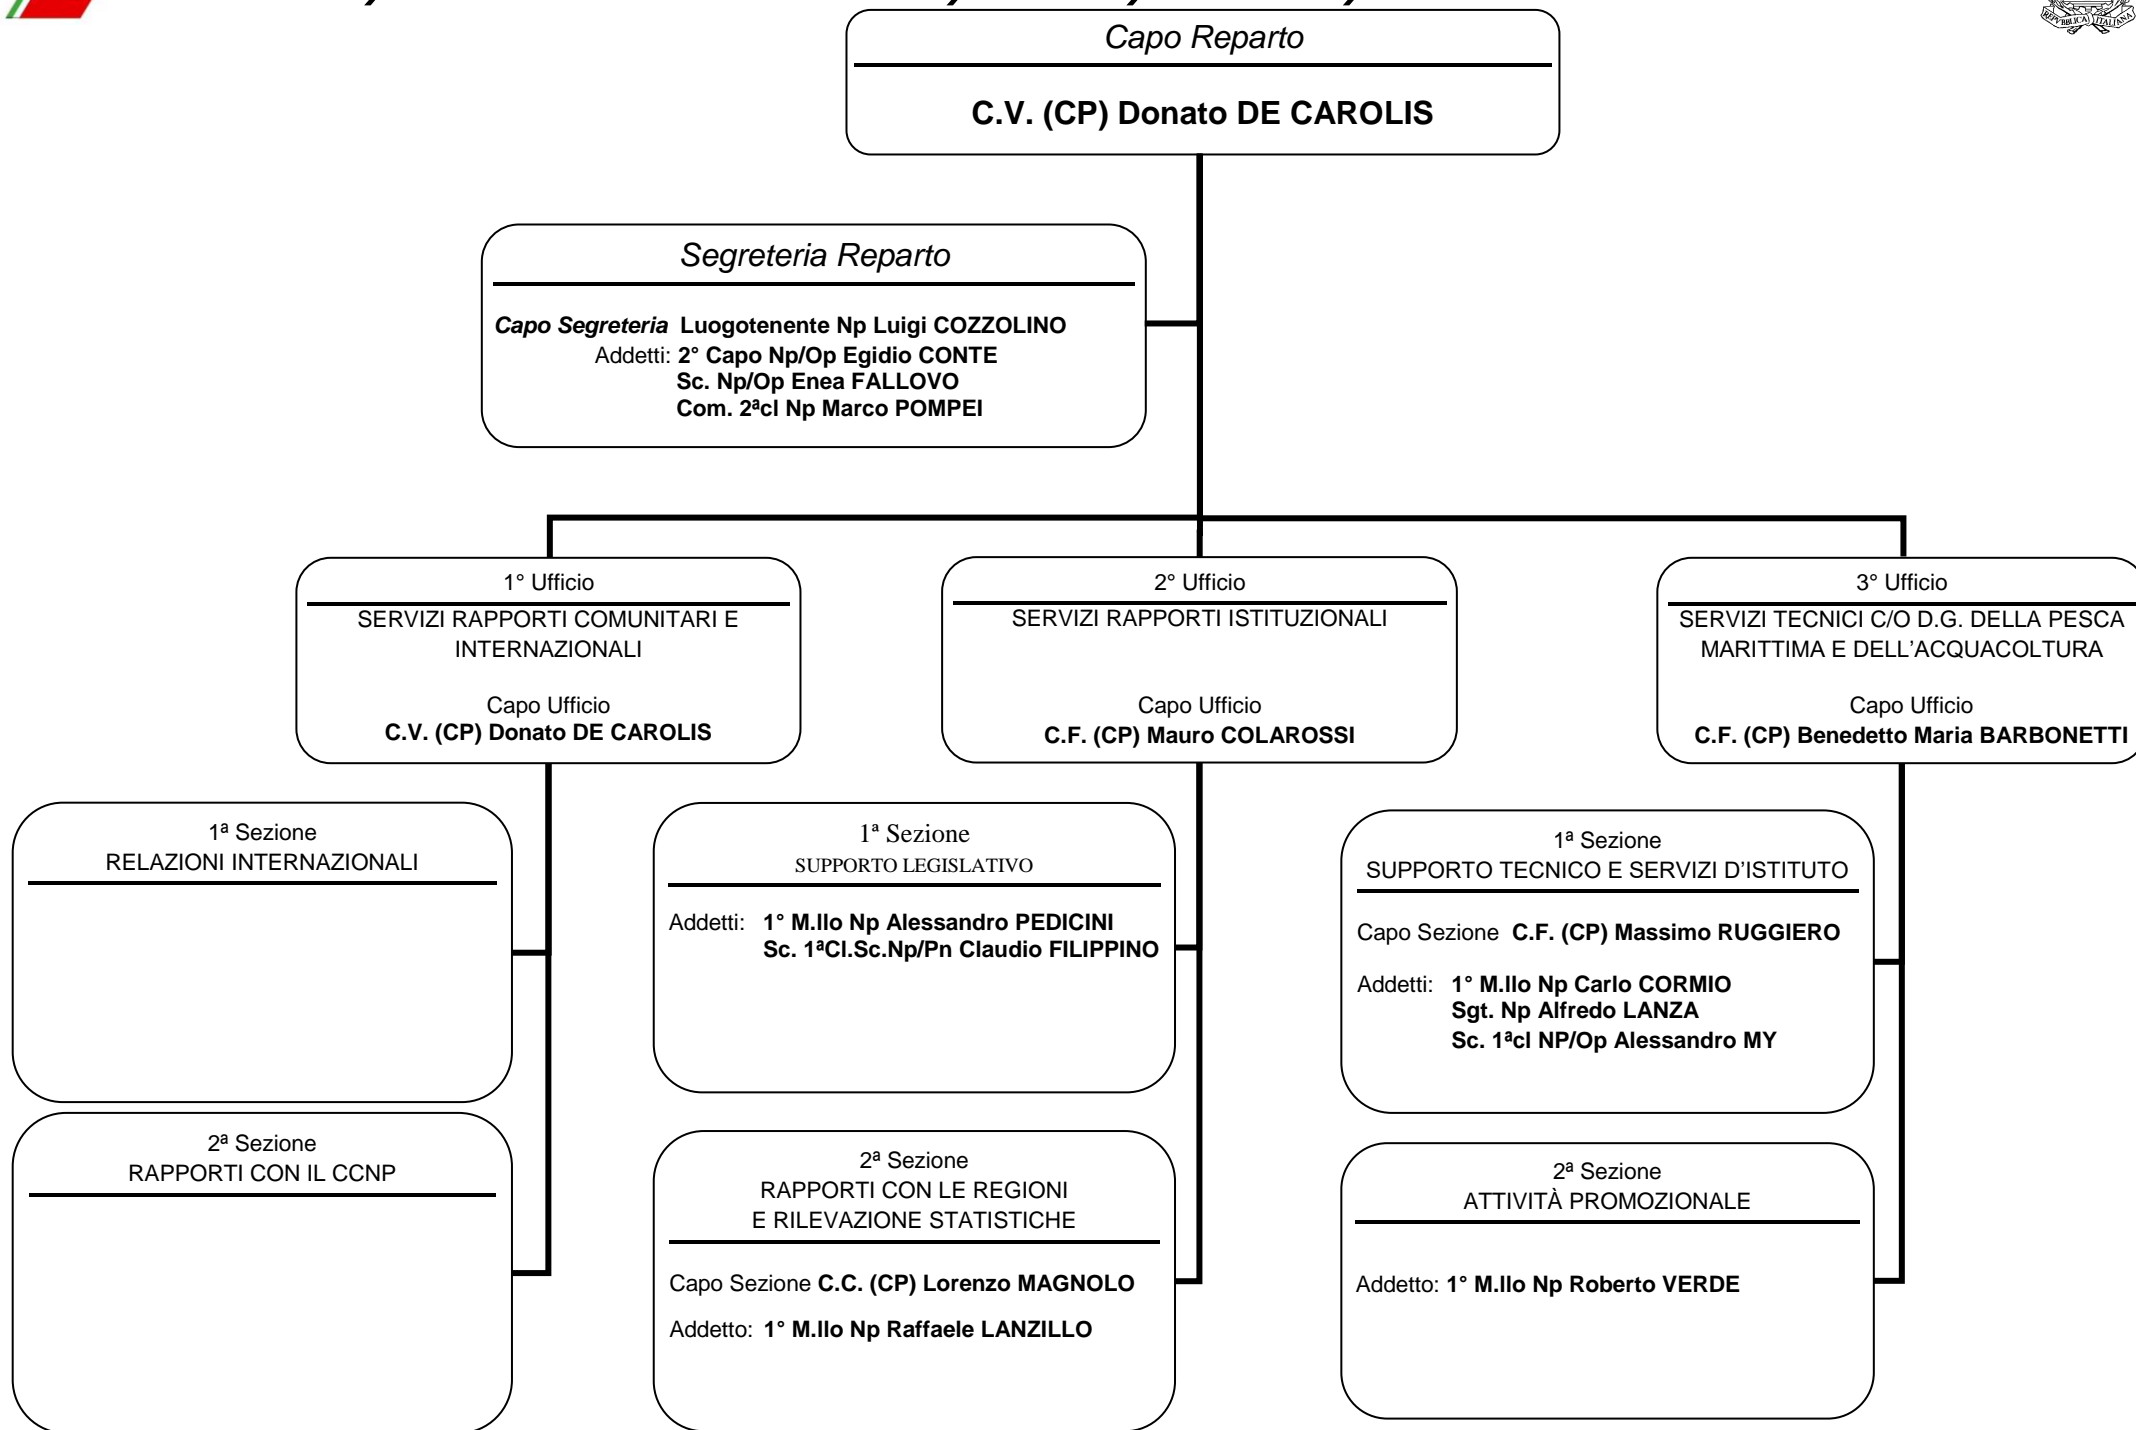 REPVBBLICA ITALIANA
Capo Reparto
C.V. (CP) Donato DE CAROLIS
Segreteria Reparto
Capo Segreteria Luogotenente Np Luigi COZZOLINO
Addetti: 2° Capo Np/Op Egidio CONTE
Sc. Np/Op Enea FALLOVO
Com. 2ªcl Np Marco POMPEI
1° Ufficio
SERVIZI RAPPORTI COMUNITARI E
INTERNAZIONALI
Capo Ufficio
C.V. (CP) Donato DE CAROLIS
2° Ufficio
SERVIZI RAPPORTI ISTITUZIONALI
Capo Ufficio
C.F. (CP) Mauro COLAROSSI
3° Ufficio
SERVIZI TECNICI C/O D.G. DELLA PESCA
MARITTIMA E DELL’ACQUACOLTURA
Capo Ufficio
C.F. (CP) Benedetto Maria BARBONETTI
1ª Sezione
RELAZIONI INTERNAZIONALI
2ª Sezione
RAPPORTI CON IL CCNP
1ª Sezione
SUPPORTO LEGISLATIVO
Addetti: 1° M.llo Np Alessandro PEDICINI
Sc. 1ªCl.Sc.Np/Pn Claudio FILIPPINO
2ª Sezione
RAPPORTI CON LE REGIONI
E RILEVAZIONE STATISTICHE
Capo Sezione C.C. (CP) Lorenzo MAGNOLO
Addetto: 1° M.llo Np Raffaele LANZILLO
1ª Sezione
SUPPORTO TECNICO E SERVIZI D’ISTITUTO
Capo Sezione C.F. (CP) Massimo RUGGIERO
Addetti: 1° M.llo Np Carlo CORMIO
Sgt. Np Alfredo LANZA
Sc. 1ªcl NP/Op Alessandro MY
2ª Sezione
ATTIVITÀ PROMOZIONALE
Addetto: 1° M.llo Np Roberto VERDE